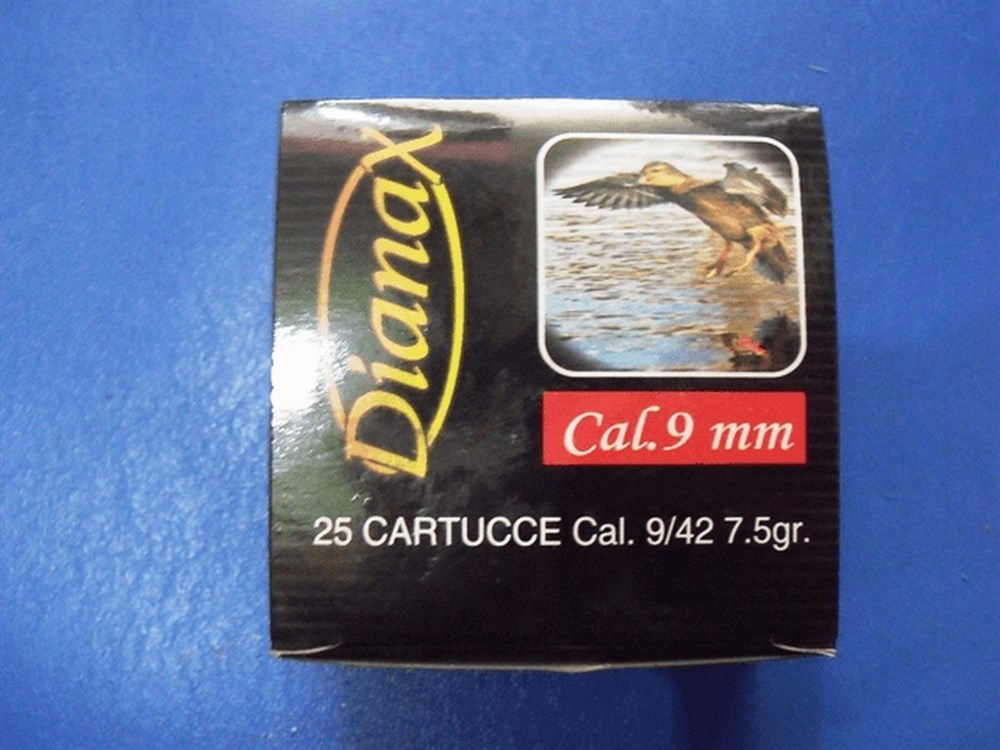 DianaX
Cal.9 mm
25 CARTUCCE Cal. 9/42 7.5gr.